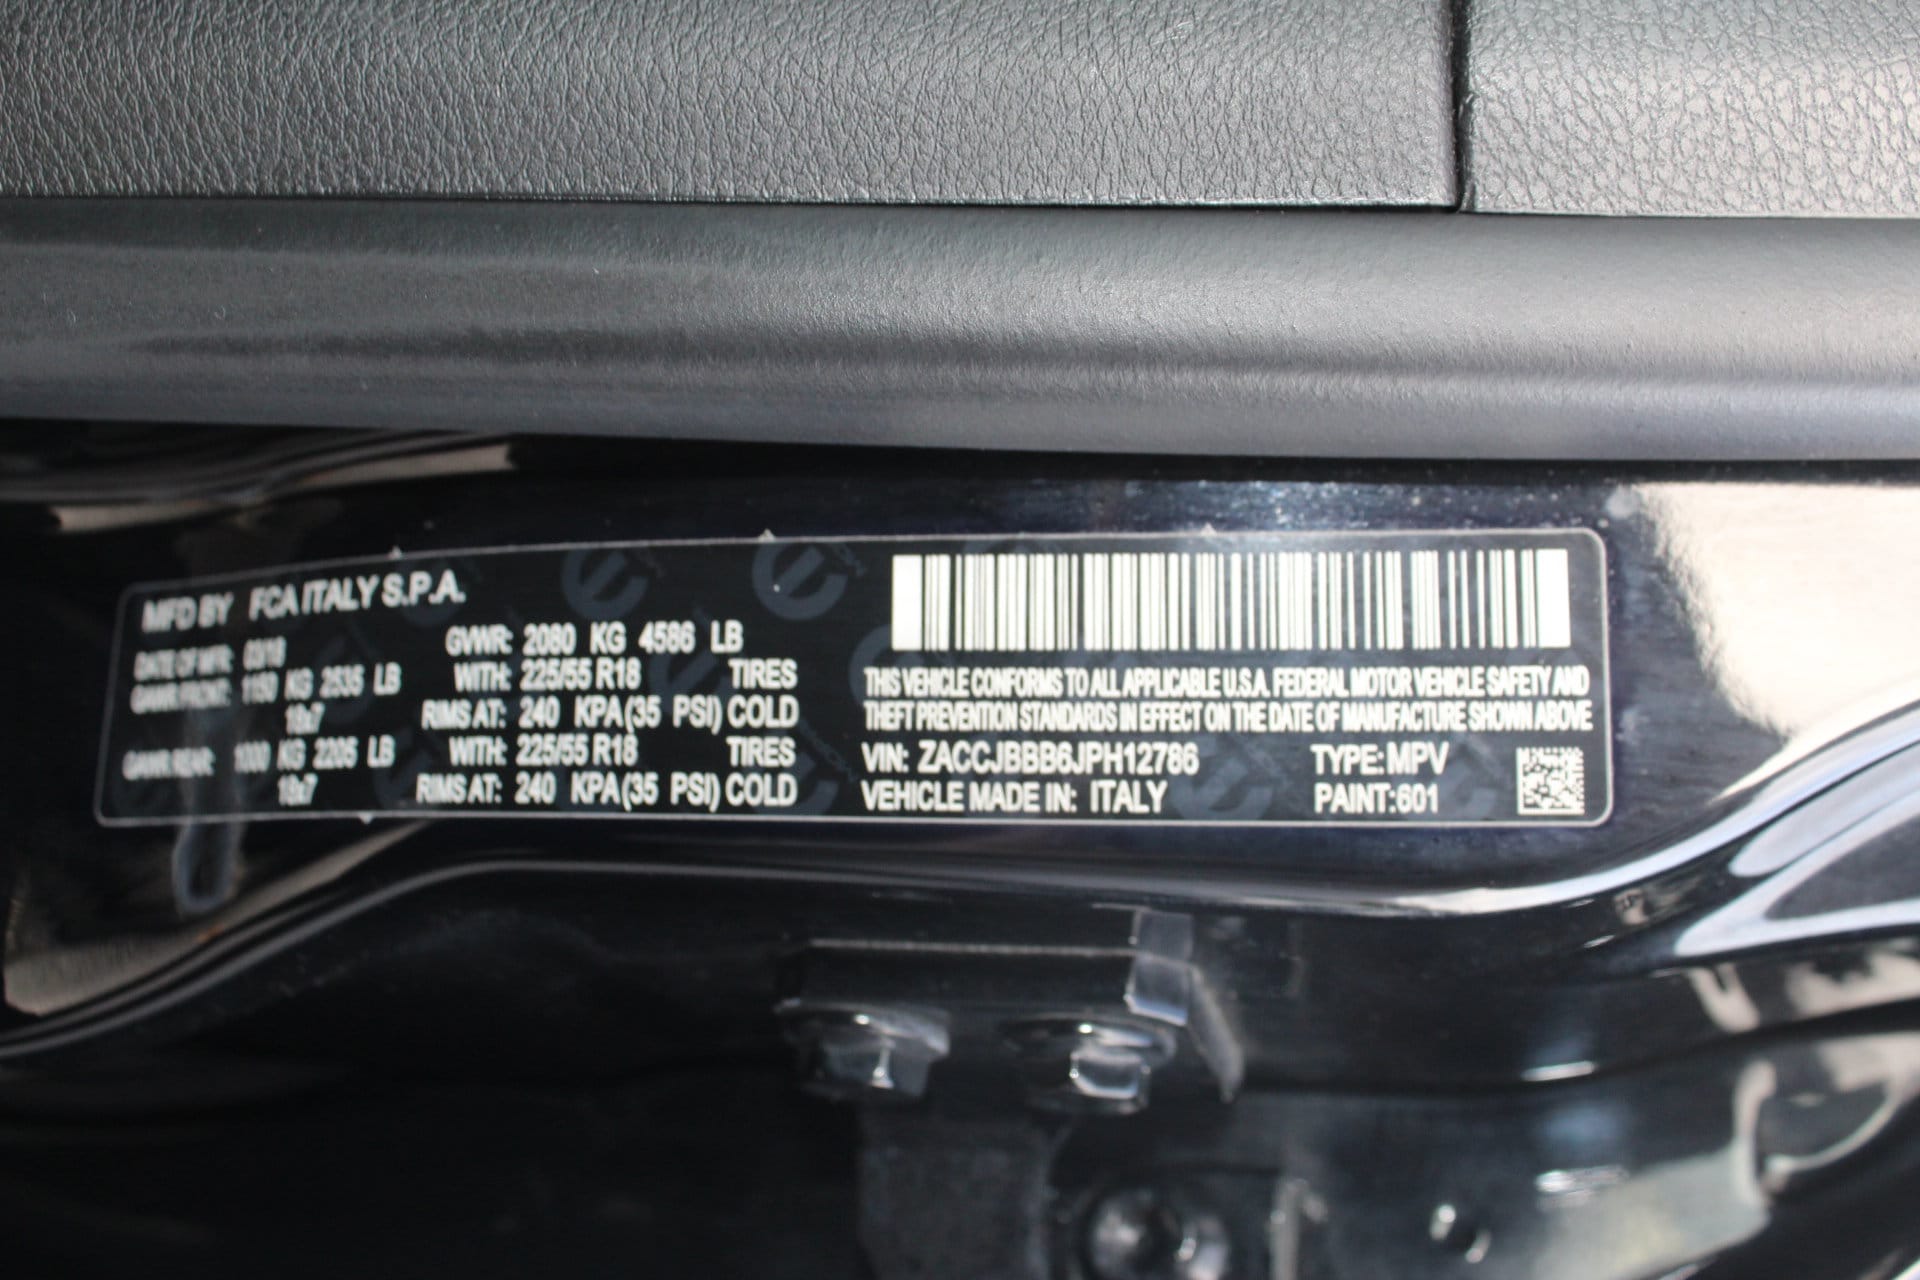 MFD BY FCA ITALY S.P.A.
DATE OF MFR: 03/18 GVWR: 2080 KG 4586 LB
GAWR FRONT: 1150 KG 2535 LB WITH: 225/55 R18 TIRES
18x7 RIMS AT: 240 KPA(35 PSI) COLD
GAWR REAR: 1000 KG 2205 LB WITH: 225/55 R18 TIRES
18x7 RIMS AT: 240 KPA(35 PSI) COLD
THIS VEHICLE CONFORMS TO ALL APPLICABLE U.S.A. FEDERAL MOTOR VEHICLE SAFETY AND
THEFT PREVENTION STANDARDS IN EFFECT ON THE DATE OF MANUFACTURE SHOWN ABOVE
VIN: ZACCJBBB6JPH12786 TYPE: MPV
VEHICLE MADE IN: ITALY PAINT:601